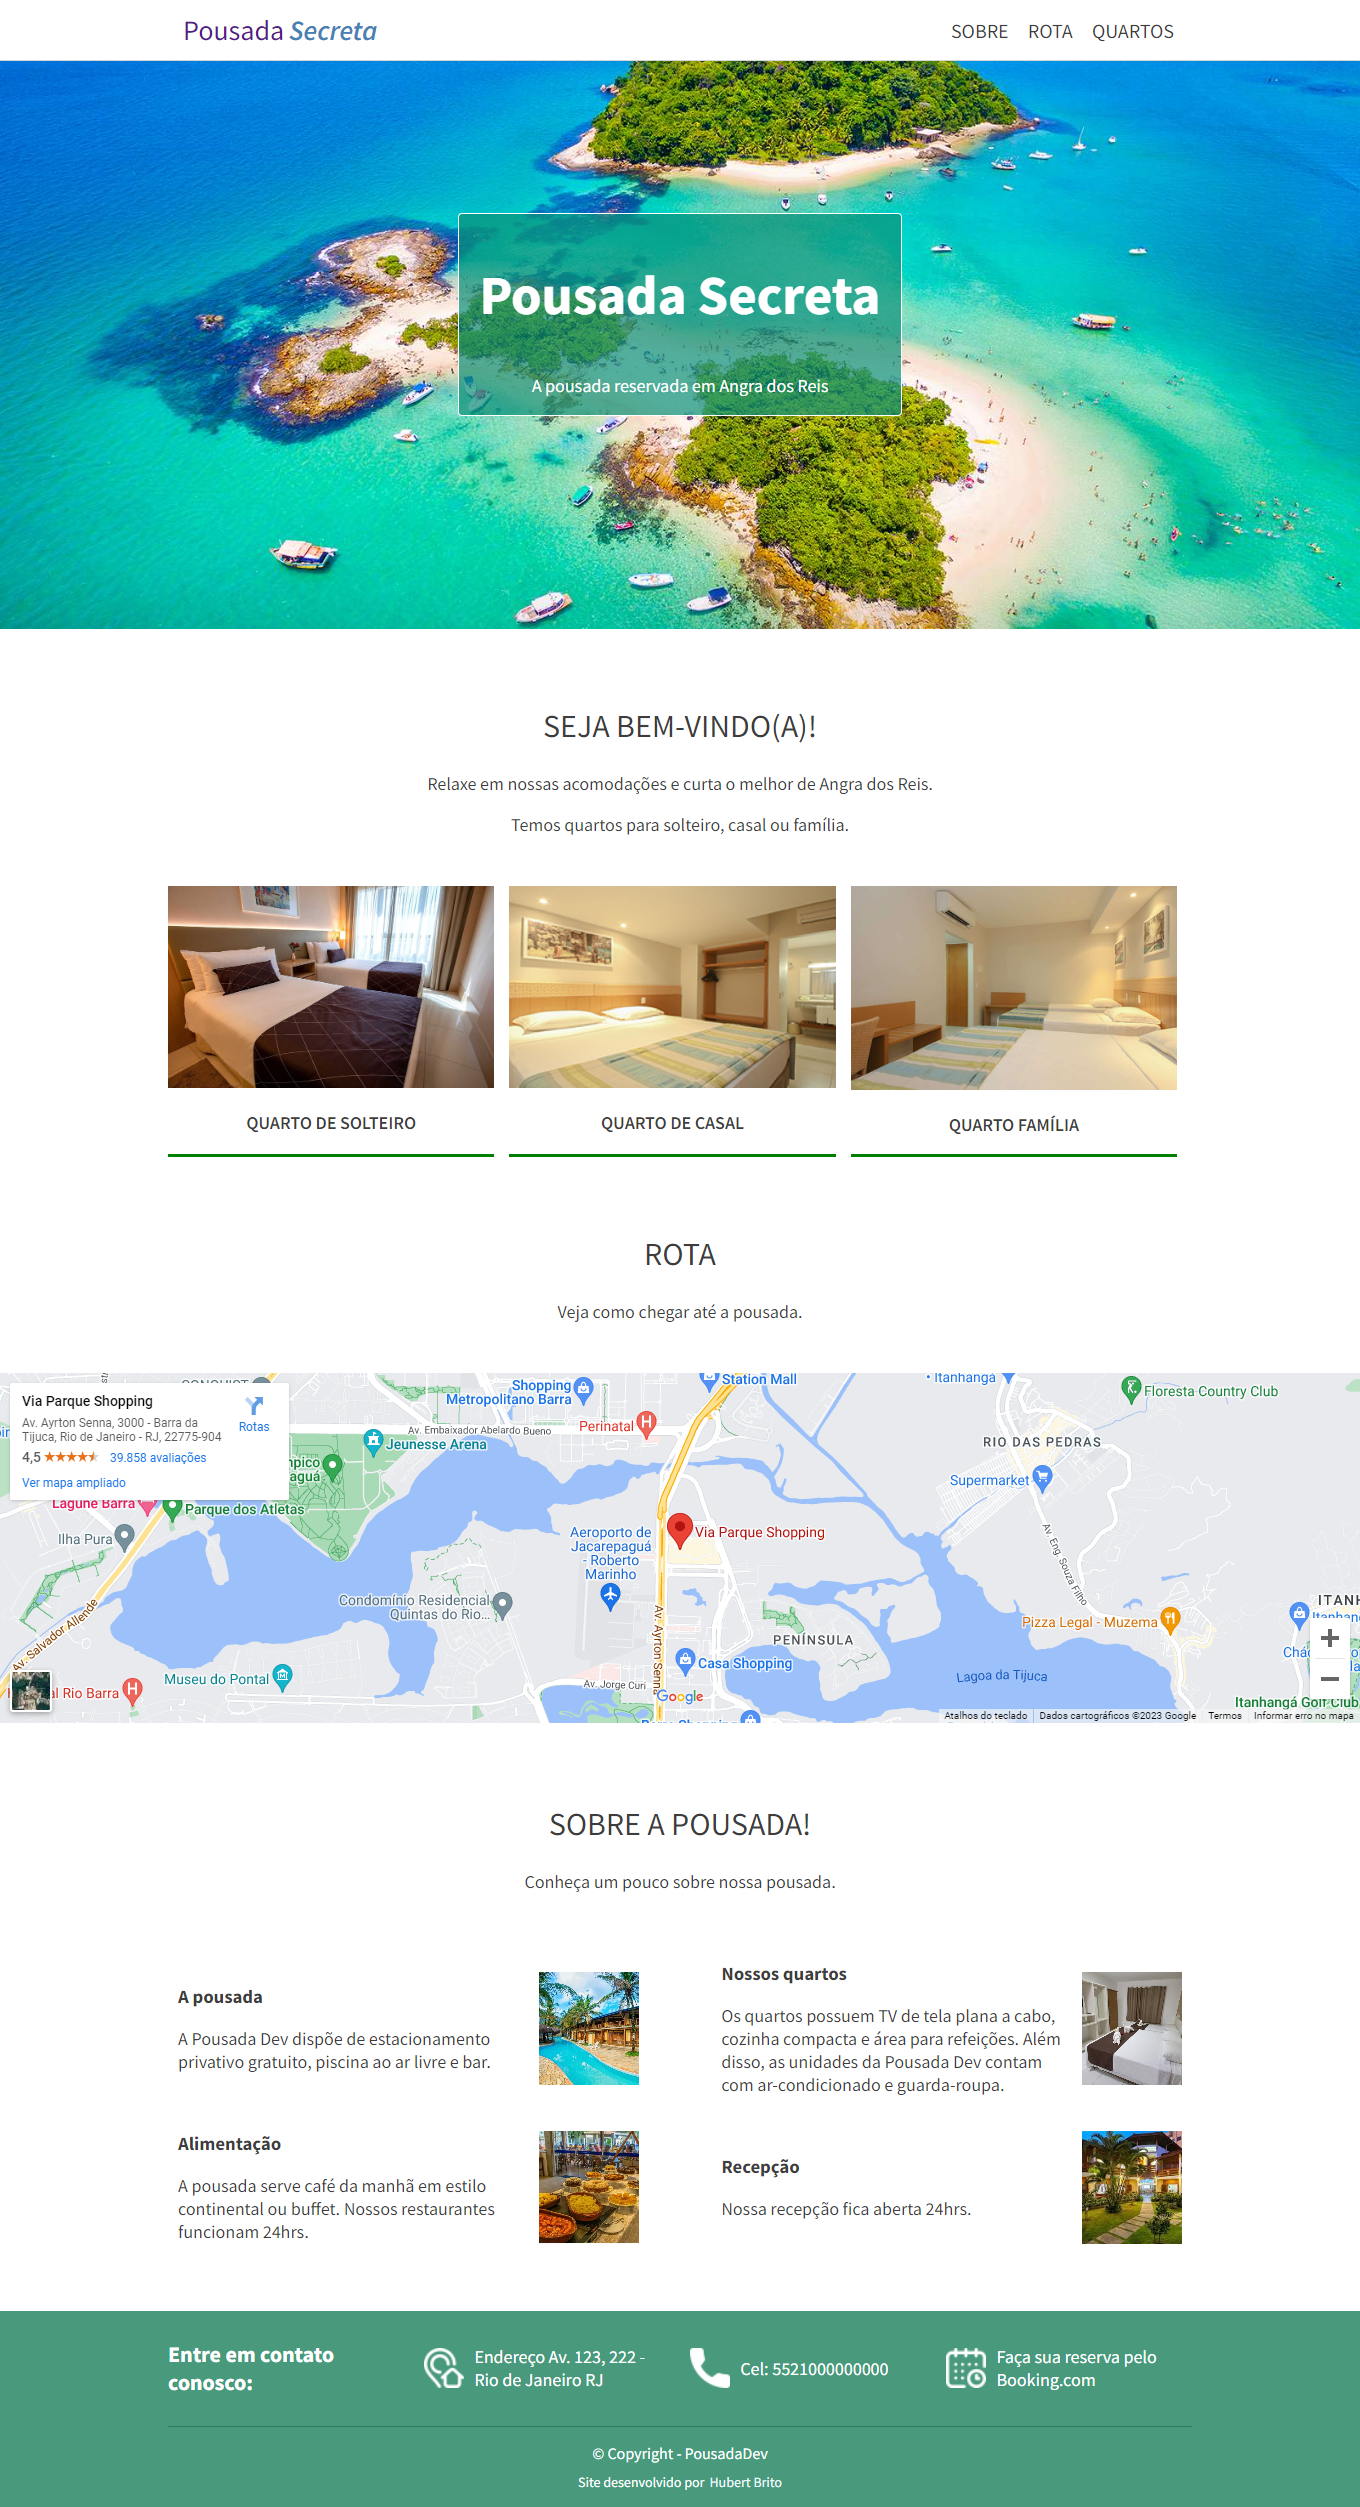 Pousada Secreta
SOBRE ROTA QUARTOS
Pousada Secreta
A pousada reservada em Angra dos Reis
SEJA BEM-VINDO(A)!
Relaxe em nossas acomodações e curta o melhor de Angra dos Reis.
Temos quartos para solteiro, casal ou família.
QUARTO DE SOLTEIRO
QUARTO DE CASAL
QUARTO FAMÍLIA
ROTA
Veja como chegar até a pousada.
Via Parque Shopping
Av. Ayrton Senna, 3000 - Barra da
Tijuca, Rio de Janeiro - RJ, 22775-904
4,5
39.858 avaliações
Ver mapa ampliado
Rotas
Shopping
Metropolitano Barra
Station Mall
Itanhangá
Floresta Country Club
Perinatal
Av. Embaixador Abelardo Bueno
Jeunesse Arena
RIO DAS PEDRAS
Supermarket
Lagune Barra
Parque dos Atletas
Ilha Pura
Aeroporto de
Jacarepaguá
- Roberto
Marinho
Via Parque Shopping
Av. Eng. Souza Filho
Condomínio Residencial
Quintas do Rio...
Av. Salvador Allende
Av. Ayrton Senna
PENÍNSULA
Pizza Legal - Muzema
Casa Shopping
Museu do Pontal
Lagoa da Tijuca
al Rio Barra
Av. Jorge Curi
Google
Itanhangá Golf Club
Atalhos do teclado
Dados cartográficos ©2023 Google
Termos
Informar erro no mapa
SOBRE A POUSADA!
Conheça um pouco sobre nossa pousada.
A pousada
A Pousada Dev dispõe de estacionamento
privativo gratuito, piscina ao ar livre e bar.
Nossos quartos
Os quartos possuem TV de tela plana a cabo,
cozinha compacta e área para refeições. Além
disso, as unidades da Pousada Dev contam
com ar-condicionado e guarda-roupa.
Alimentação
A pousada serve café da manhã em estilo
continental ou buffet. Nossos restaurantes
funcionam 24hrs.
Recepção
Nossa recepção fica aberta 24hrs.
Entre em contato
conosco:
Endereço Av. 123, 222 -
Rio de Janeiro RJ
Cel: 5521000000000
Faça sua reserva pelo
Booking.com
© Copyright - PousadaDev
Site desenvolvido por Hubert Brito